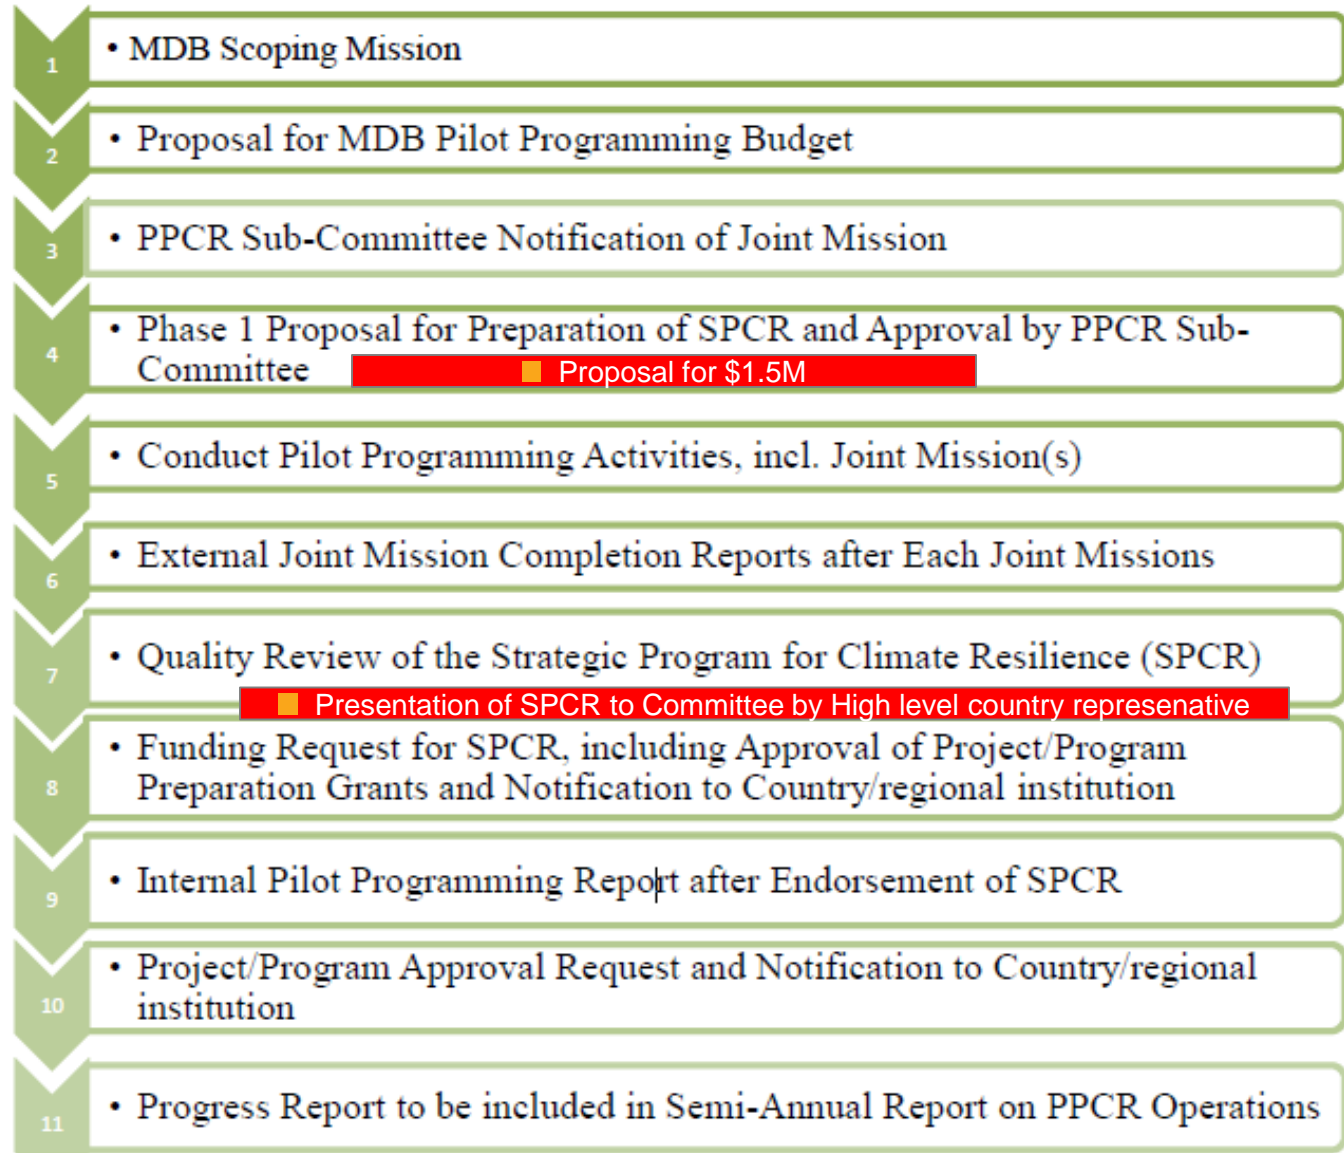 1
• MDB Scoping Mission
2
• Proposal for MDB Pilot Programming Budget
3
• PPCR Sub-Committee Notification of Joint Mission
4
• Phase 1 Proposal for Preparation of SPCR and Approval by PPCR Sub-
Committee
Proposal for $1.5M
5
• Conduct Pilot Programming Activities, incl. Joint Mission(s)
6
• External Joint Mission Completion Reports after Each Joint Missions
7
• Quality Review of the Strategic Program for Climate Resilience (SPCR)
Presentation of SPCR to Committee by High level country represenative
8
• Funding Request for SPCR, including Approval of Project/Program
Preparation Grants and Notification to Country/regional institution
9
• Internal Pilot Programming Report after Endorsement of SPCR
10
• Project/Program Approval Request and Notification to Country/regional
institution
11
• Progress Report to be included in Semi-Annual Report on PPCR Operations